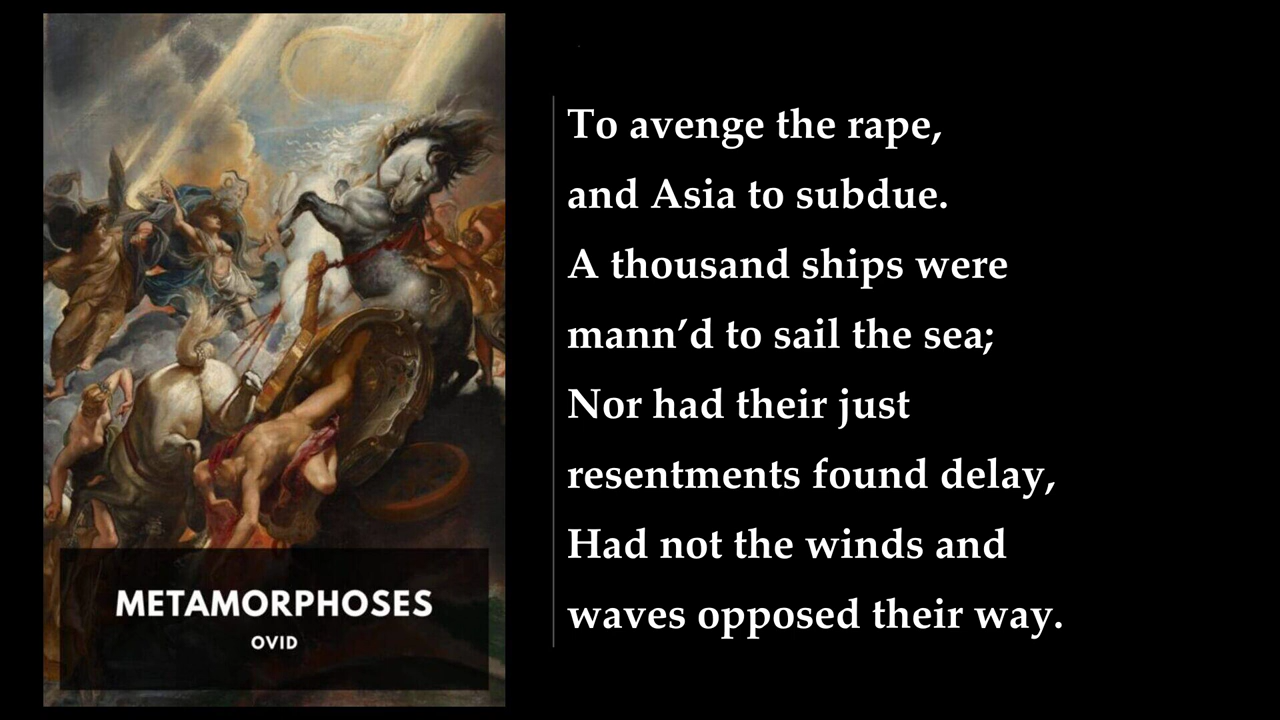 METAMORPHOSES
OVID
To avenge the rape,
and Asia to subdue.
A thousand ships were
mann’d to sail the sea;
Nor had their just
resentments found delay,
Had not the winds and
waves opposed their way.